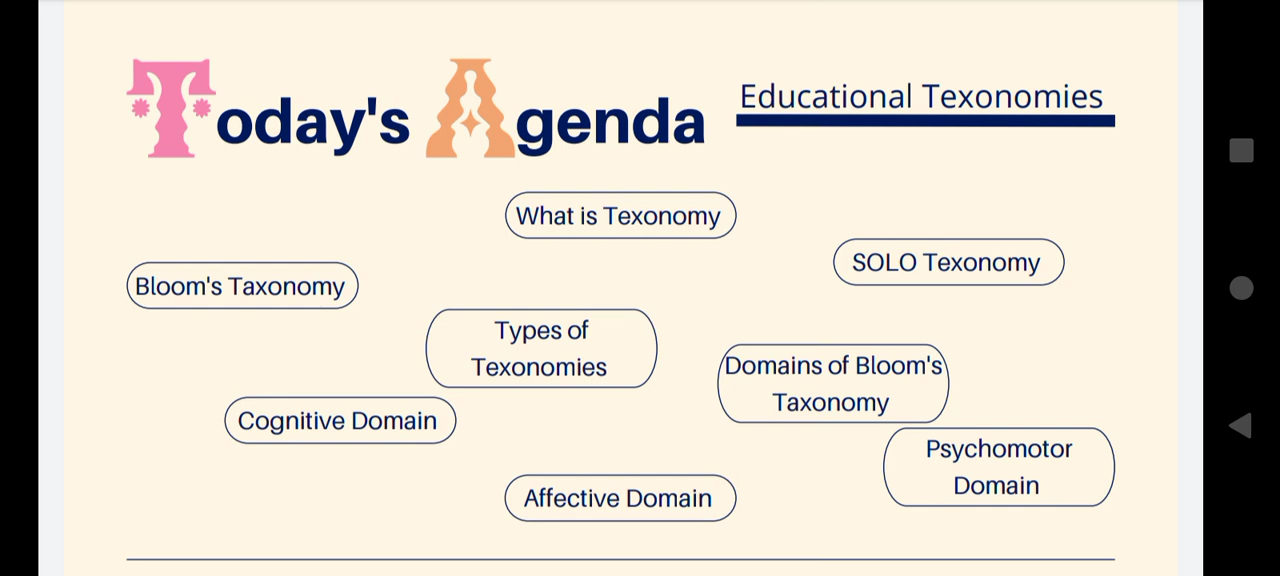 Today's Agenda
Educational Texonomies
What is Texonomy
SOLO Texonomy
Bloom's Taxonomy
Types of
Texonomies
Domains of Bloom's
Taxonomy
Cognitive Domain
Psychomotor
Domain
Affective Domain